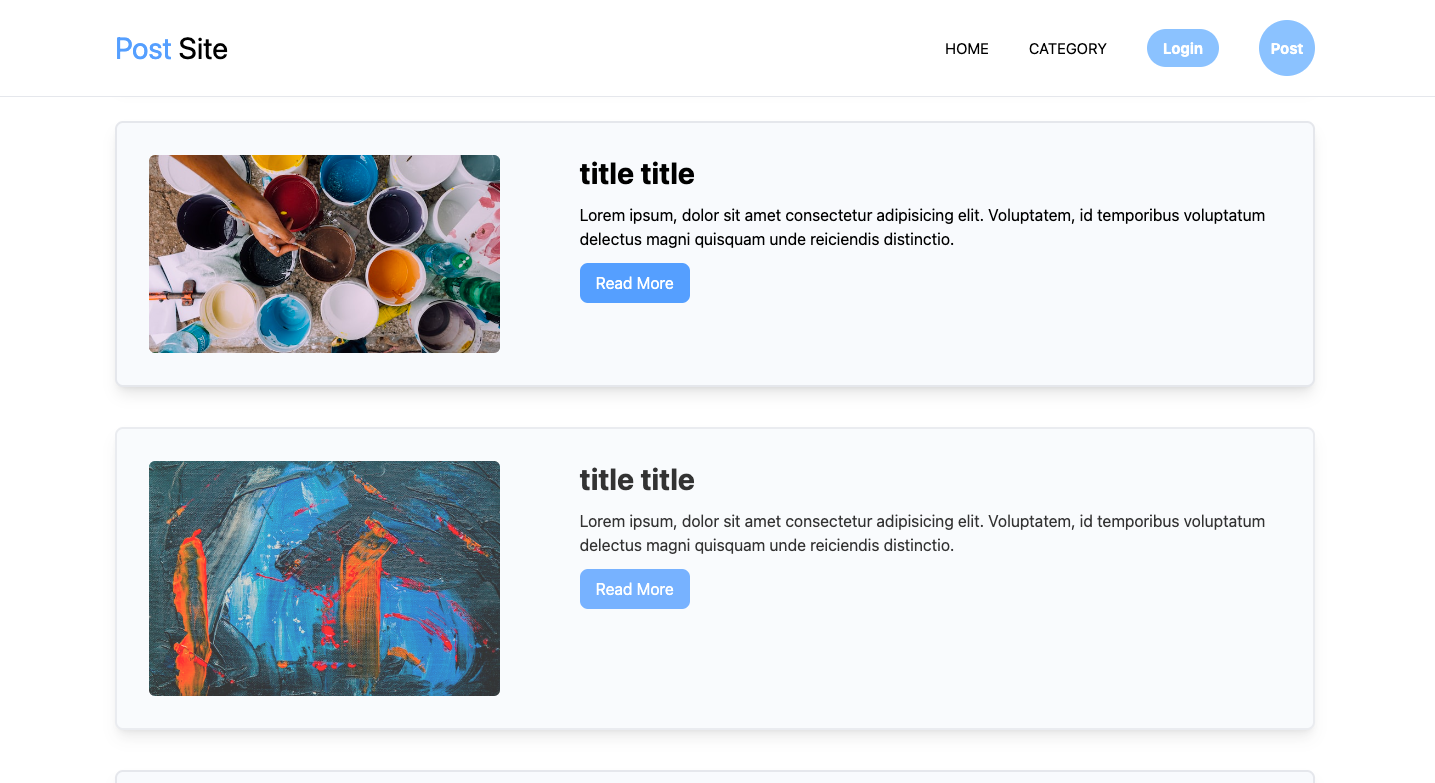 Post Site
HOME
CATEGORY
Login
Post
title title
Lorem ipsum, dolor sit amet consectetur adipisicing elit. Voluptatem, id temporibus voluptatum
delectus magni quisquam unde reiciendis distinctio.
Read More
title title
Lorem ipsum, dolor sit amet consectetur adipisicing elit. Voluptatem, id temporibus voluptatum
delectus magni quisquam unde reiciendis distinctio.
Read More